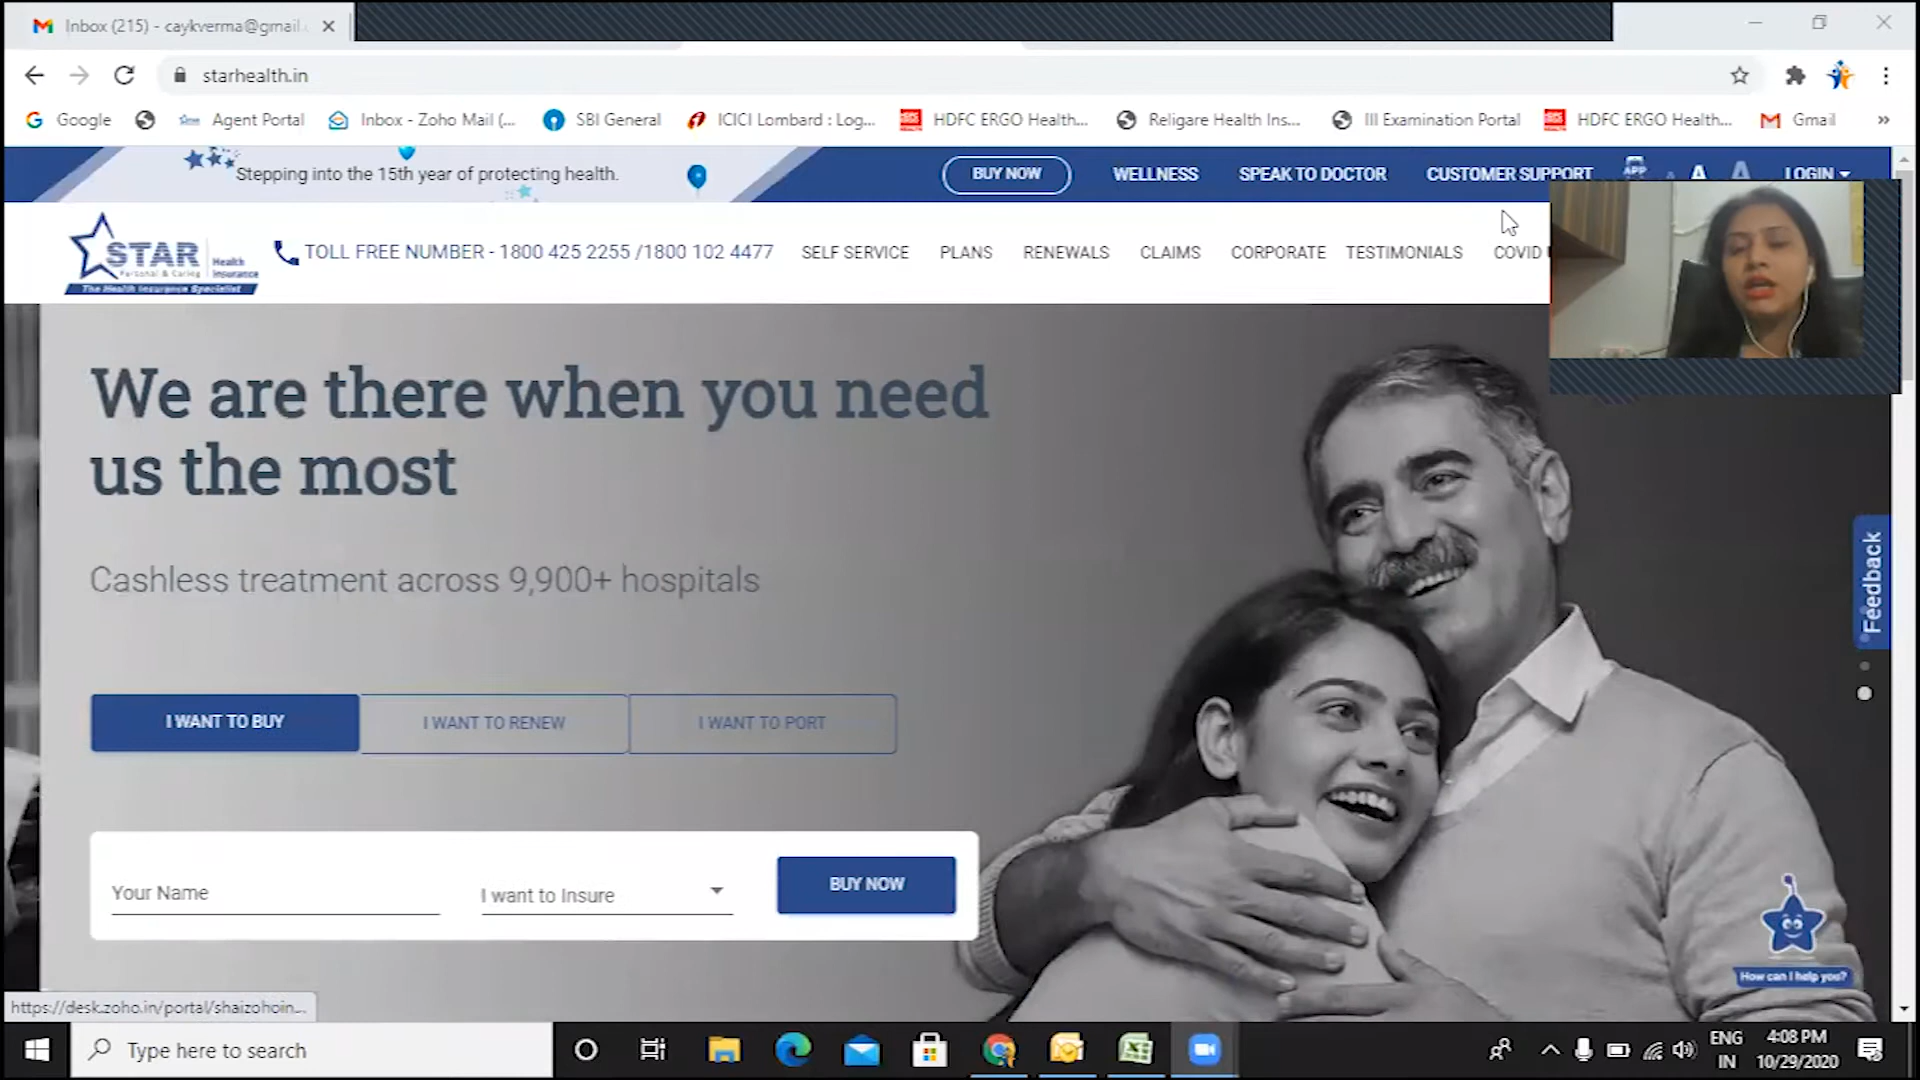 Inbox (215) - caykverma@gmail.
starhealth.in
Google
Agent Portal
Inbox - Zoho Mail (...
SBI General
ICICI Lombard : Log...
HDFC ERGO Health...
Religare Health Ins...
III Examination Portal
HDFC ERGO Health...
Gmail
»
Stepping into the 15th year of protecting health.
BUY NOW
WELLNESS
SPEAK TO DOCTOR
CUSTOMER SUPPORT
APP
A
A
A
LOGIN
STAR
Health
Insurance
Personal & Caring
The Health Insurance Specialist
TOLL FREE NUMBER - 1800 425 2255 /1800 102 4477
SELF SERVICE
PLANS
RENEWALS
CLAIMS
CORPORATE
TESTIMONIALS
COVID
We are there when you need
us the most
Cashless treatment across 9,900+ hospitals
Feedback
I WANT TO BUY
I WANT TO RENEW
I WANT TO PORT
Your Name
I want to Insure
BUY NOW
How can I help you?
https://desk.zoho.in/portal/shaizohoin...
Type here to search
ENG
IN
4:08 PM
10/29/2020